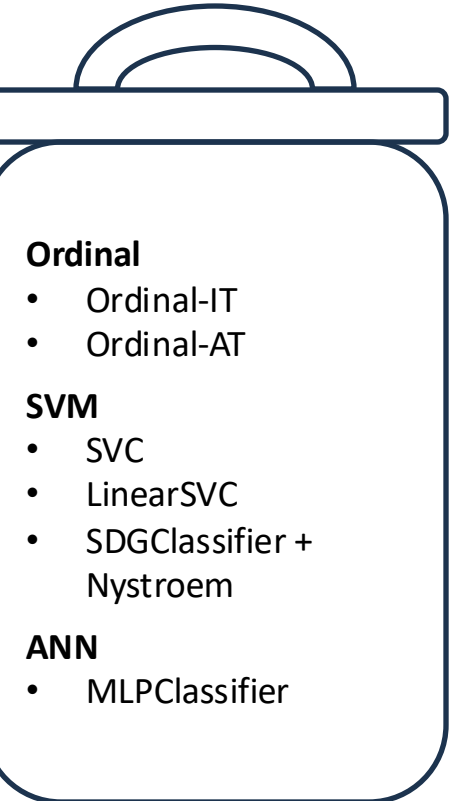 Ordinal
• Ordinal-IT
• Ordinal-AT
SVM
• SVC
• LinearSVC
• SDGClassifier +
Nystroem
ANN
• MLPClassifier